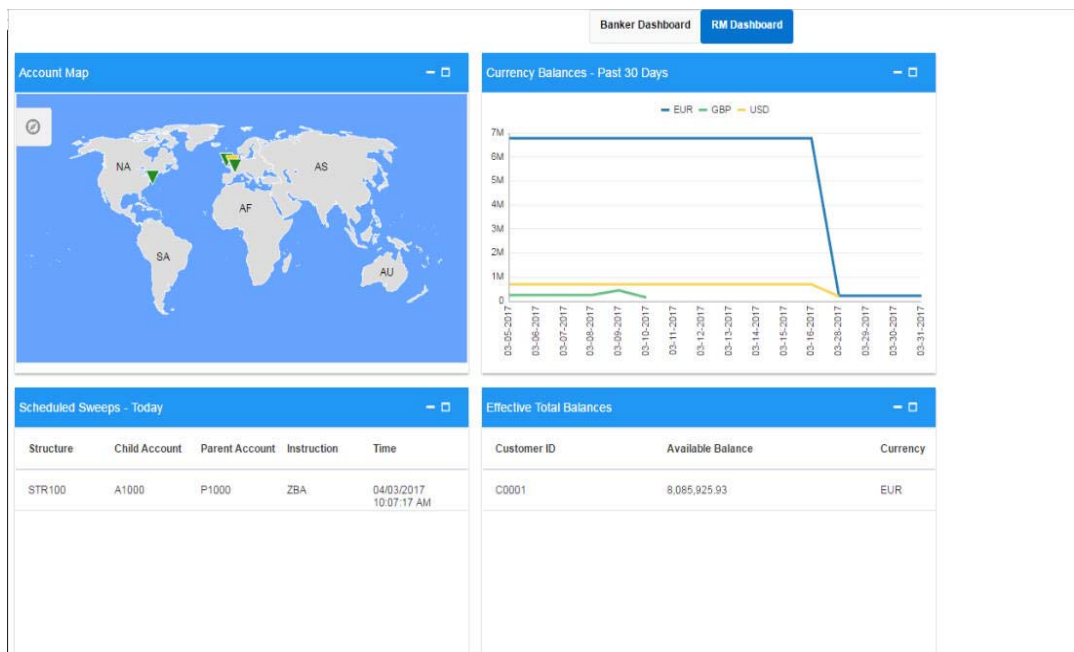 Banker Dashboard RM Dashboard
Account Map
NA
AS
AF
SA
AU
Currency Balances - Past 30 Days
EUR GBP USD
7M
6M
5M
4M
3M
2M
1M
0
03-05-2017
03-06-2017
03-07-2017
03-08-2017
03-09-2017
03-10-2017
03-11-2017
03-12-2017
03-13-2017
03-14-2017
03-15-2017
03-16-2017
03-28-2017
03-29-2017
03-30-2017
03-31-2017
Scheduled Sweeps - Today
Structure Child Account Parent Account Instruction Time
STR100 A1000 P1000 ZBA 04/03/2017
10:07:17 AM
Effective Total Balances
Customer ID Available Balance Currency
C0001 8,085,925.93 EUR